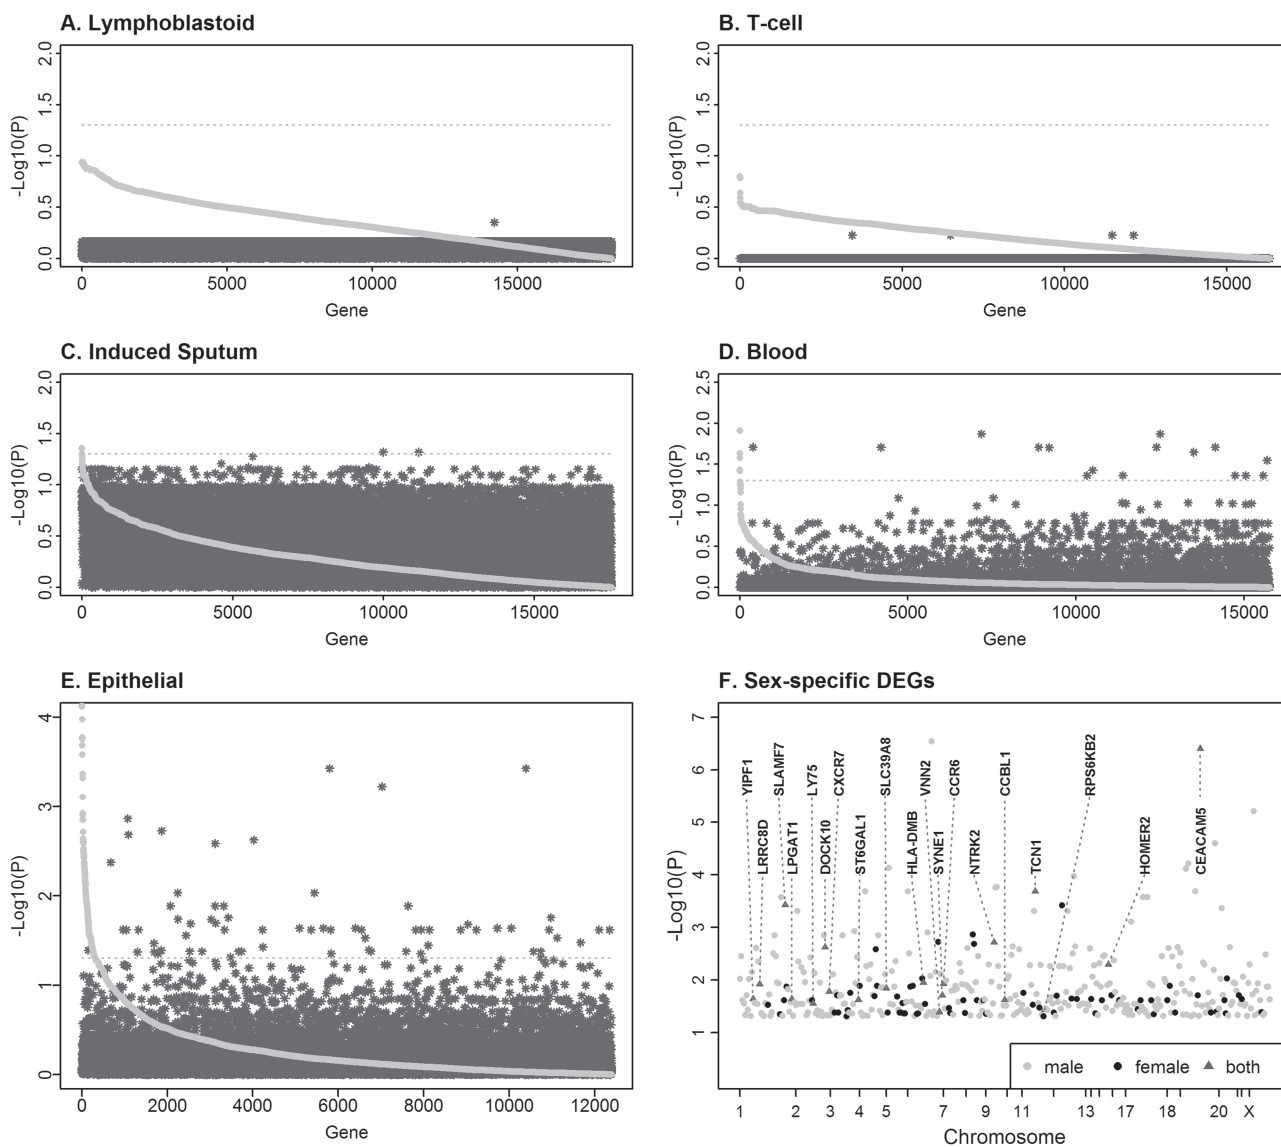 A. Lymphoblastoid
2.0
1.5
1.0
0.5
0.0
-Log10(P)
0 5000 10000 15000
Gene
B. T-cell
2.0
1.5
1.0
0.5
0.0
-Log10(P)
0 5000 10000 15000
Gene
C. Induced Sputum
2.0
1.5
1.0
0.5
0.0
-Log10(P)
0 5000 10000 15000
Gene
D. Blood
2.5
2.0
1.5
1.0
0.5
0.0
-Log10(P)
0 5000 10000 15000
Gene
E. Epithelial
4
3
2
1
0
-Log10(P)
0 2000 4000 6000 8000 10000 12000
Gene
F. Sex-specific DEGs
7
6
5
4
3
2
1
-Log10(P)
YIPF1
LRRC8D
SLAMF7
LPGAT1
LY75
DOCK10
CXCR7
ST6GAL1
SLC39A8
HLA-DMB
VNN2
SYNE1
CCR6
NTRK2
CCBL1
TCN1
RPS6KB2
HOMER2
CEACAM5
male female both
1 2 3 4 5 7 9 11 13 17 18 20 X
Chromosome